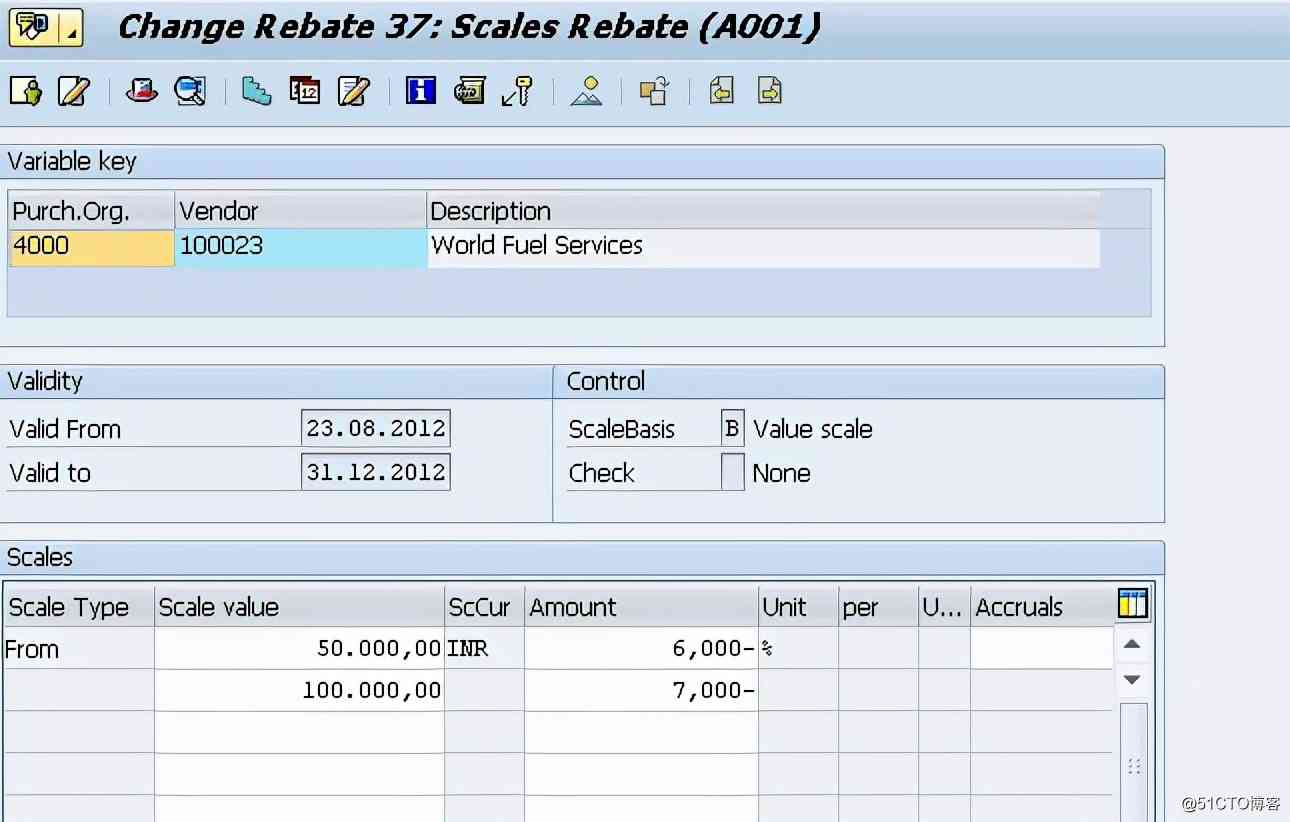 Change Rebate 37: Scales Rebate (A001)
Variable key
Purch.Org. Vendor Description
4000 100023 World Fuel Services
Validity Control
Valid From 23.08.2012 ScaleBasis B Value scale
Valid to 31.12.2012 Check None
Scales
Scale Type Scale value ScCur Amount Unit per U... Accruals
From 50.000,00 INR 6,000- %
100.000,00 7,000-
@51CTO博客